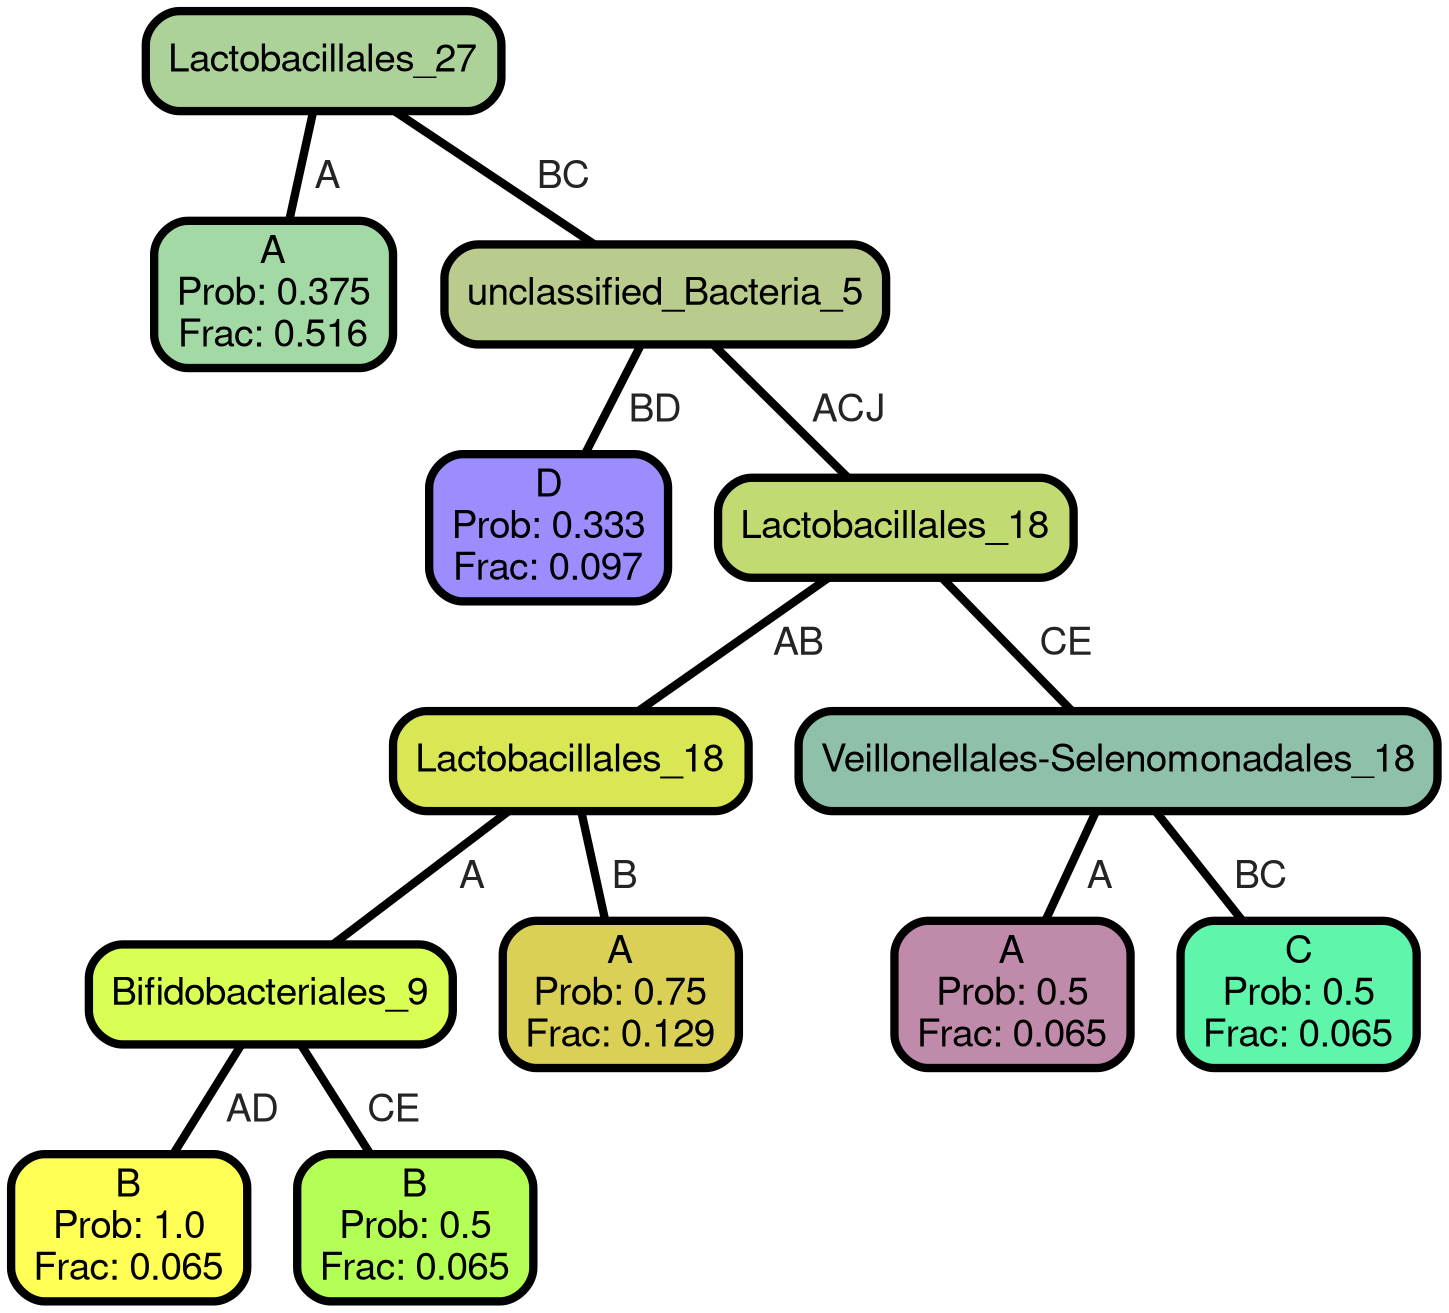 Lactobacillales_27
A
BC
A
Prob: 0.375
Frac: 0.516
unclassified_Bacteria_5
BD
ACJ
D
Prob: 0.333
Frac: 0.097
Lactobacillales_18
AB
CE
Lactobacillales_18
Veillonellales-Selenomonadales_18
A
B
A
BC
Bifidobacteriales_9
A
Prob: 0.75
Frac: 0.129
A
Prob: 0.5
Frac: 0.065
C
Prob: 0.5
Frac: 0.065
AD
CE
B
Prob: 1.0
Frac: 0.065
B
Prob: 0.5
Frac: 0.065